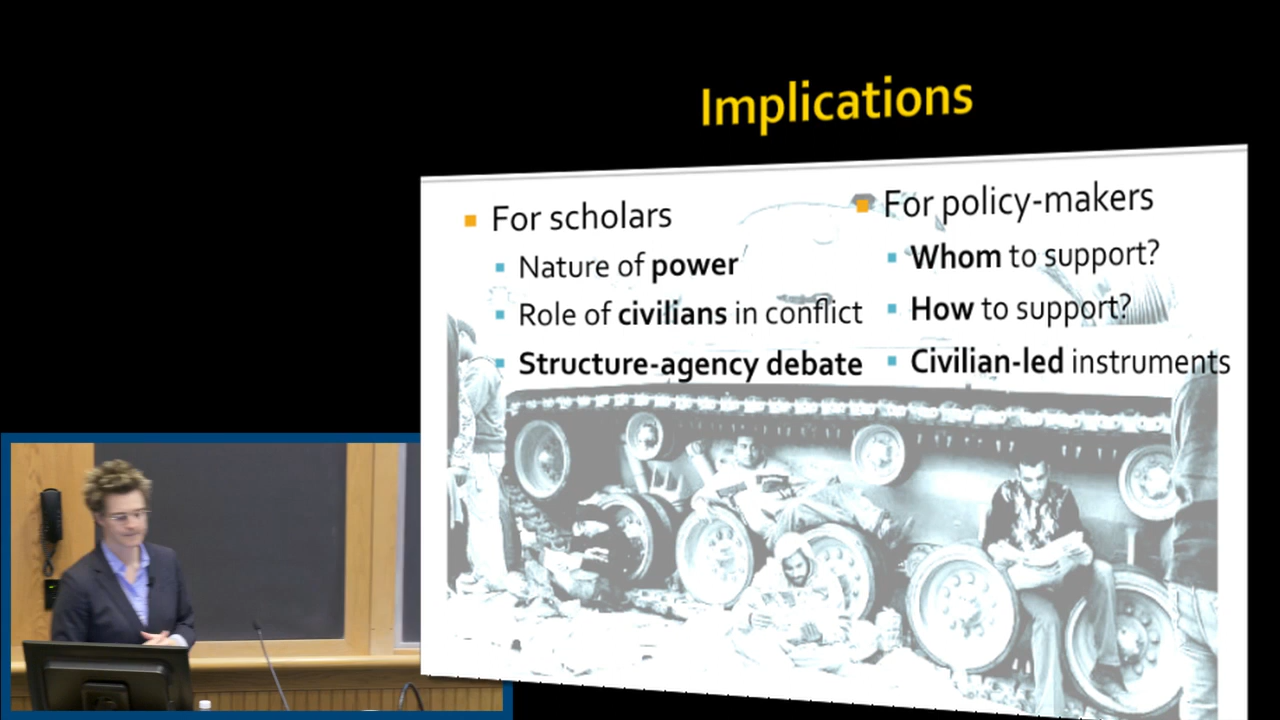 Implications
For scholars
Nature of power
Role of civilians in conflict
Structure-agency debate
For policy-makers
Whom to support?
How to support?
Civilian-led instruments